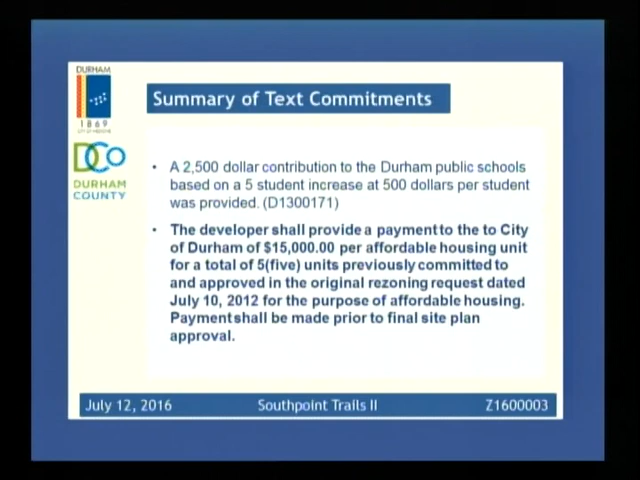 DURHAM
1869
CITY OF MEDICINE
DCO
DURHAM
COUNTY
Summary of Text Commitments
• A 2,500 dollar contribution to the Durham public schools
based on a 5 student increase at 500 dollars per student
was provided. (D1300171)
• The developer shall provide a payment to the to City
of Durham of $15,000.00 per affordable housing unit
for a total of 5(five) units previously committed to
and approved in the original rezoning request dated
July 10, 2012 for the purpose of affordable housing.
Payment shall be made prior to final site plan
approval.
July 12, 2016 Southpoint Trails II Z1600003